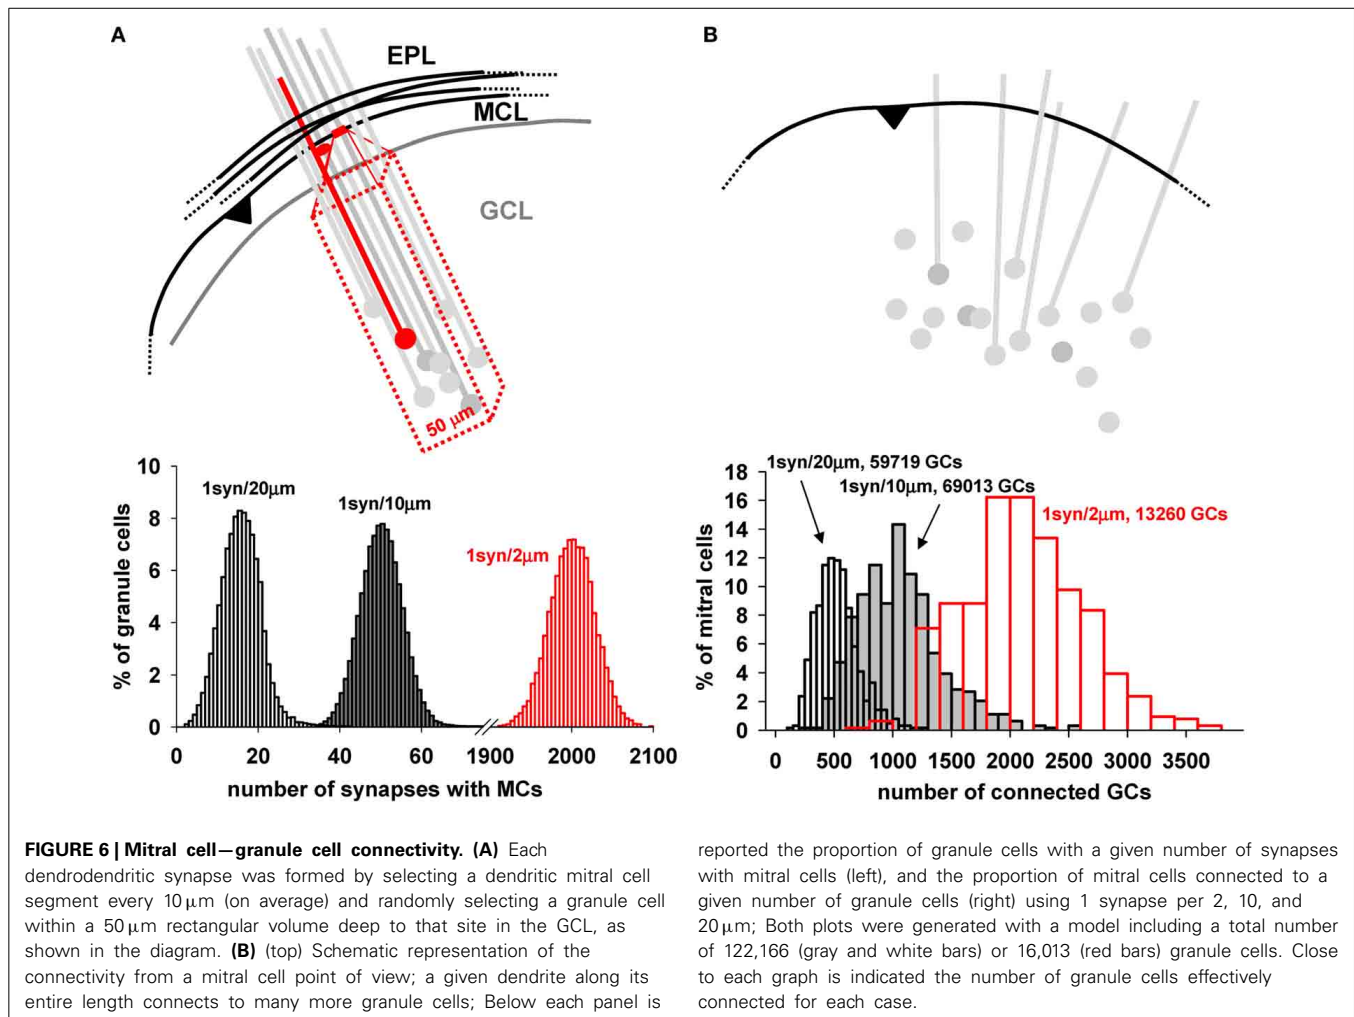 A
EPL
MCL
GCL
50 µm
B
10
8
6
4
2
0
% of granule cells
1syn/20µm
1syn/10µm
1syn/2µm
0 20 40 60 1900 2000 2100
number of synapses with MCs
18
16
14
12
10
8
6
4
2
0
% of mitral cells
1syn/20µm, 59719 GCs
1syn/10µm, 69013 GCs
1syn/2µm, 13260 GCs
0 500 1000 1500 2000 2500 3000 3500
number of connected GCs
FIGURE 6 | Mitral cell—granule cell connectivity. (A) Each
dendrodendritic synapse was formed by selecting a dendritic mitral cell
segment every 10 µm (on average) and randomly selecting a granule cell
within a 50 µm rectangular volume deep to that site in the GCL, as
shown in the diagram. (B) (top) Schematic representation of the
connectivity from a mitral cell point of view; a given dendrite along its
entire length connects to many more granule cells; Below each panel is
reported the proportion of granule cells with a given number of synapses
with mitral cells (left), and the proportion of mitral cells connected to a
given number of granule cells (right) using 1 synapse per 2, 10, and
20 µm; Both plots were generated with a model including a total number
of 122,166 (gray and white bars) or 16,013 (red bars) granule cells. Close
to each graph is indicated the number of granule cells effectively
connected for each case.